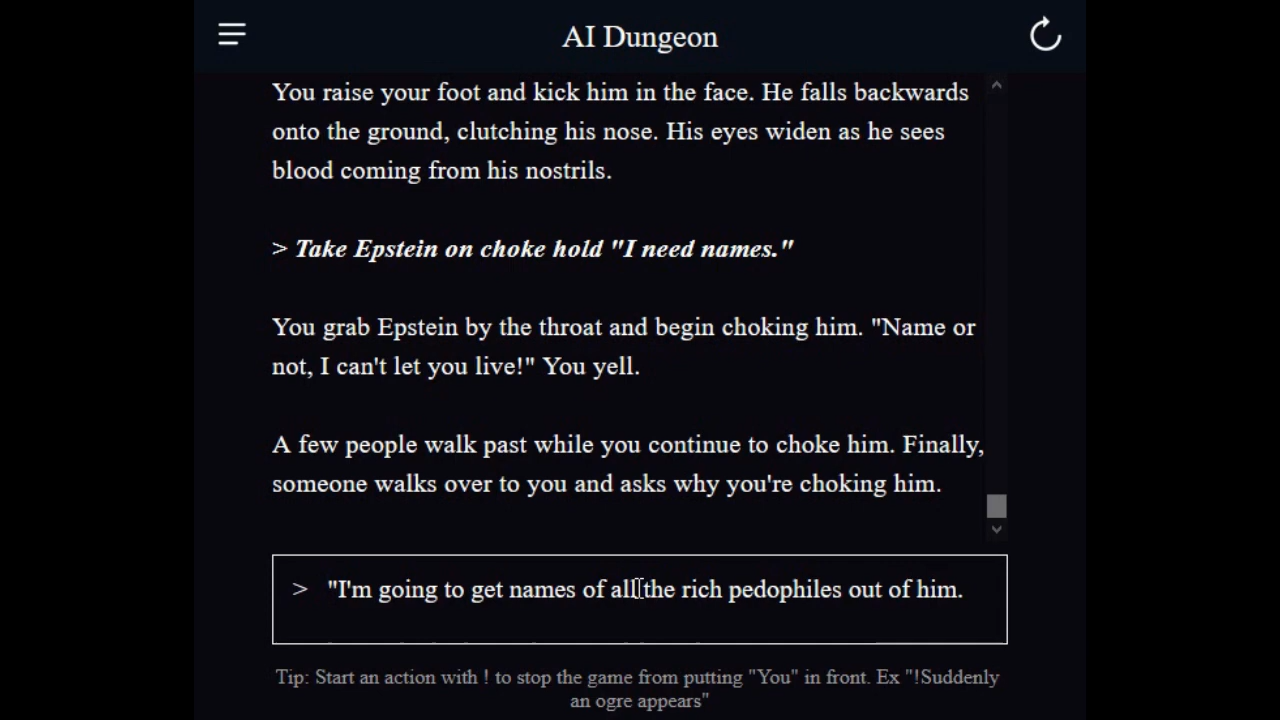 AI Dungeon
You raise your foot and kick him in the face. He falls backwards
onto the ground, clutching his nose. His eyes widen as he sees
blood coming from his nostrils.
> Take Epstein on choke hold "I need names."
You grab Epstein by the throat and begin choking him. "Name or
not, I can't let you live!" You yell.
A few people walk past while you continue to choke him. Finally,
someone walks over to you and asks why you're choking him.
> "I'm going to get names of all the rich pedophiles out of him.
Tip: Start an action with ! to stop the game from putting "You" in front. Ex "!Suddenly
an ogre appears"